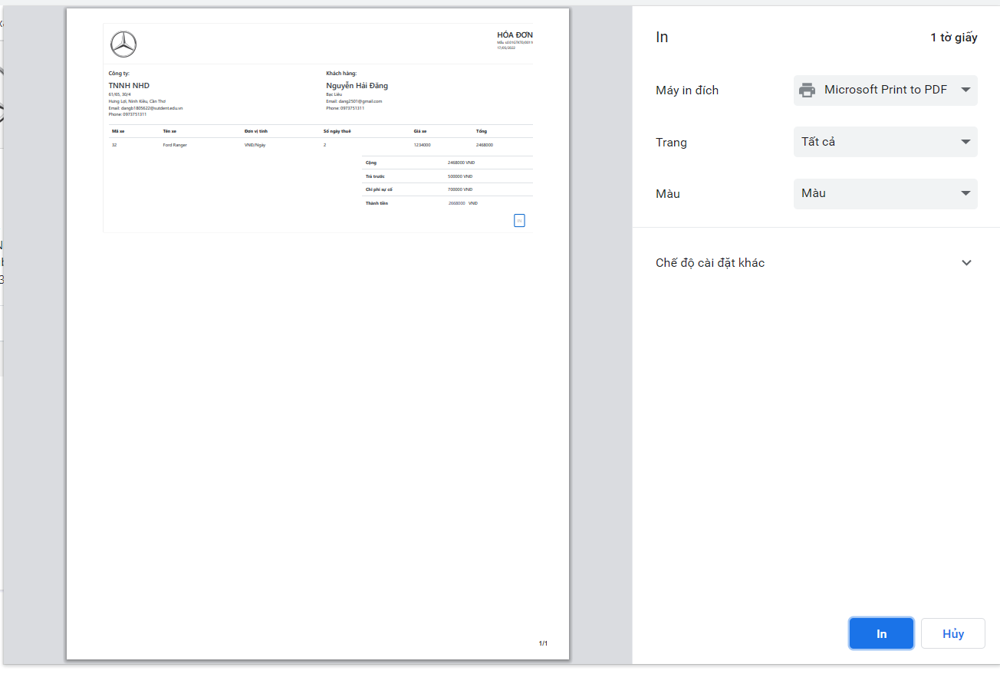 HÓA ĐƠN
17/05/2022
Công ty:
TNNH NHD
61/65, 30/4
Hưng Lợi, Ninh Kiều, Cần Thơ
Email: dangb1805622@sutdent.edu.vn
Phone: 0973751311
Khách hàng:
Nguyễn Hải Đăng
Bạc Liêu
Email: dang2501@gmail.com
Phone: 0973751311
Mã xe Tên xe Đơn vị tính Số ngày thuê Giá xe Tổng
32 Ford Ranger VNĐ/Ngày 2 1234000 2468000
Cộng 2468000 VNĐ
Trả trước 500000 VNĐ
Chi phí sự cố 700000 VNĐ
Thành tiền 2668000 VNĐ
IN
1/1
In 1 tờ giấy
Máy in đích Microsoft Print to PDF
Trang Tất cả
Màu Màu
Chế độ cài đặt khác
In Hủy